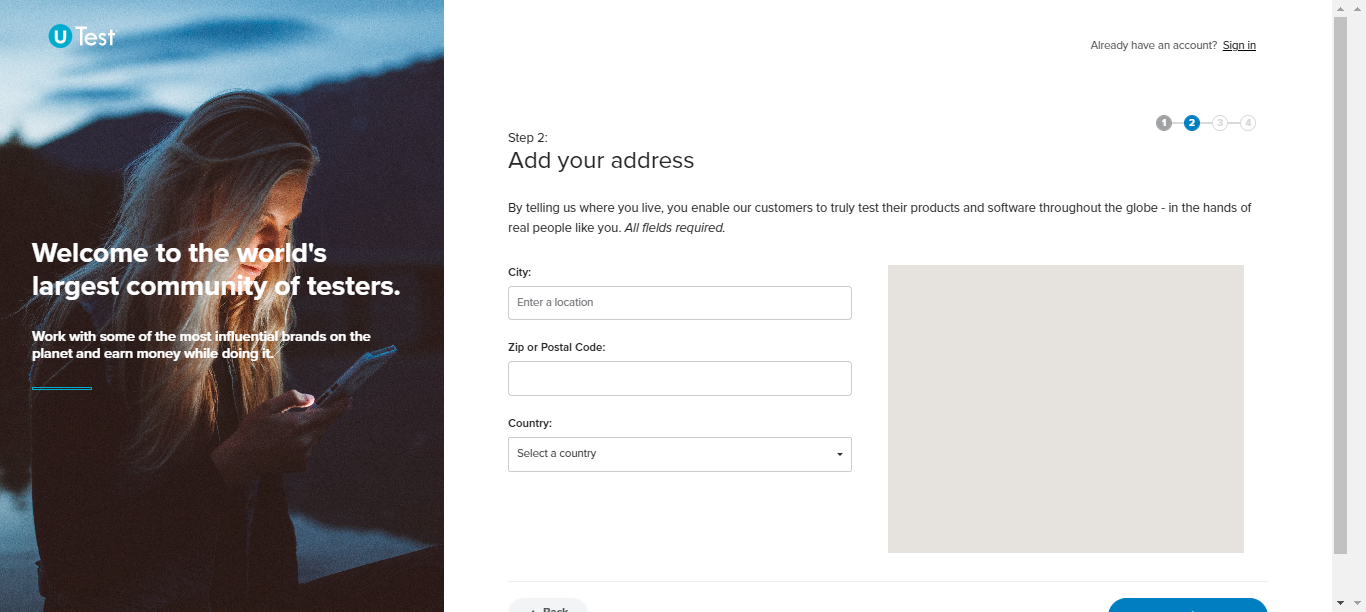 U Test
Already have an account? Sign in
1 2 3 4
Step 2:
Add your address
By telling us where you live, you enable our customers to truly test their products and software throughout the globe - in the hands of
real people like you. All fields required.
Welcome to the world's
largest community of testers.
Work with some of the most influential brands on the
planet and earn money while doing it.
City:
Enter a location
Zip or Postal Code:
Country:
Select a country
Back